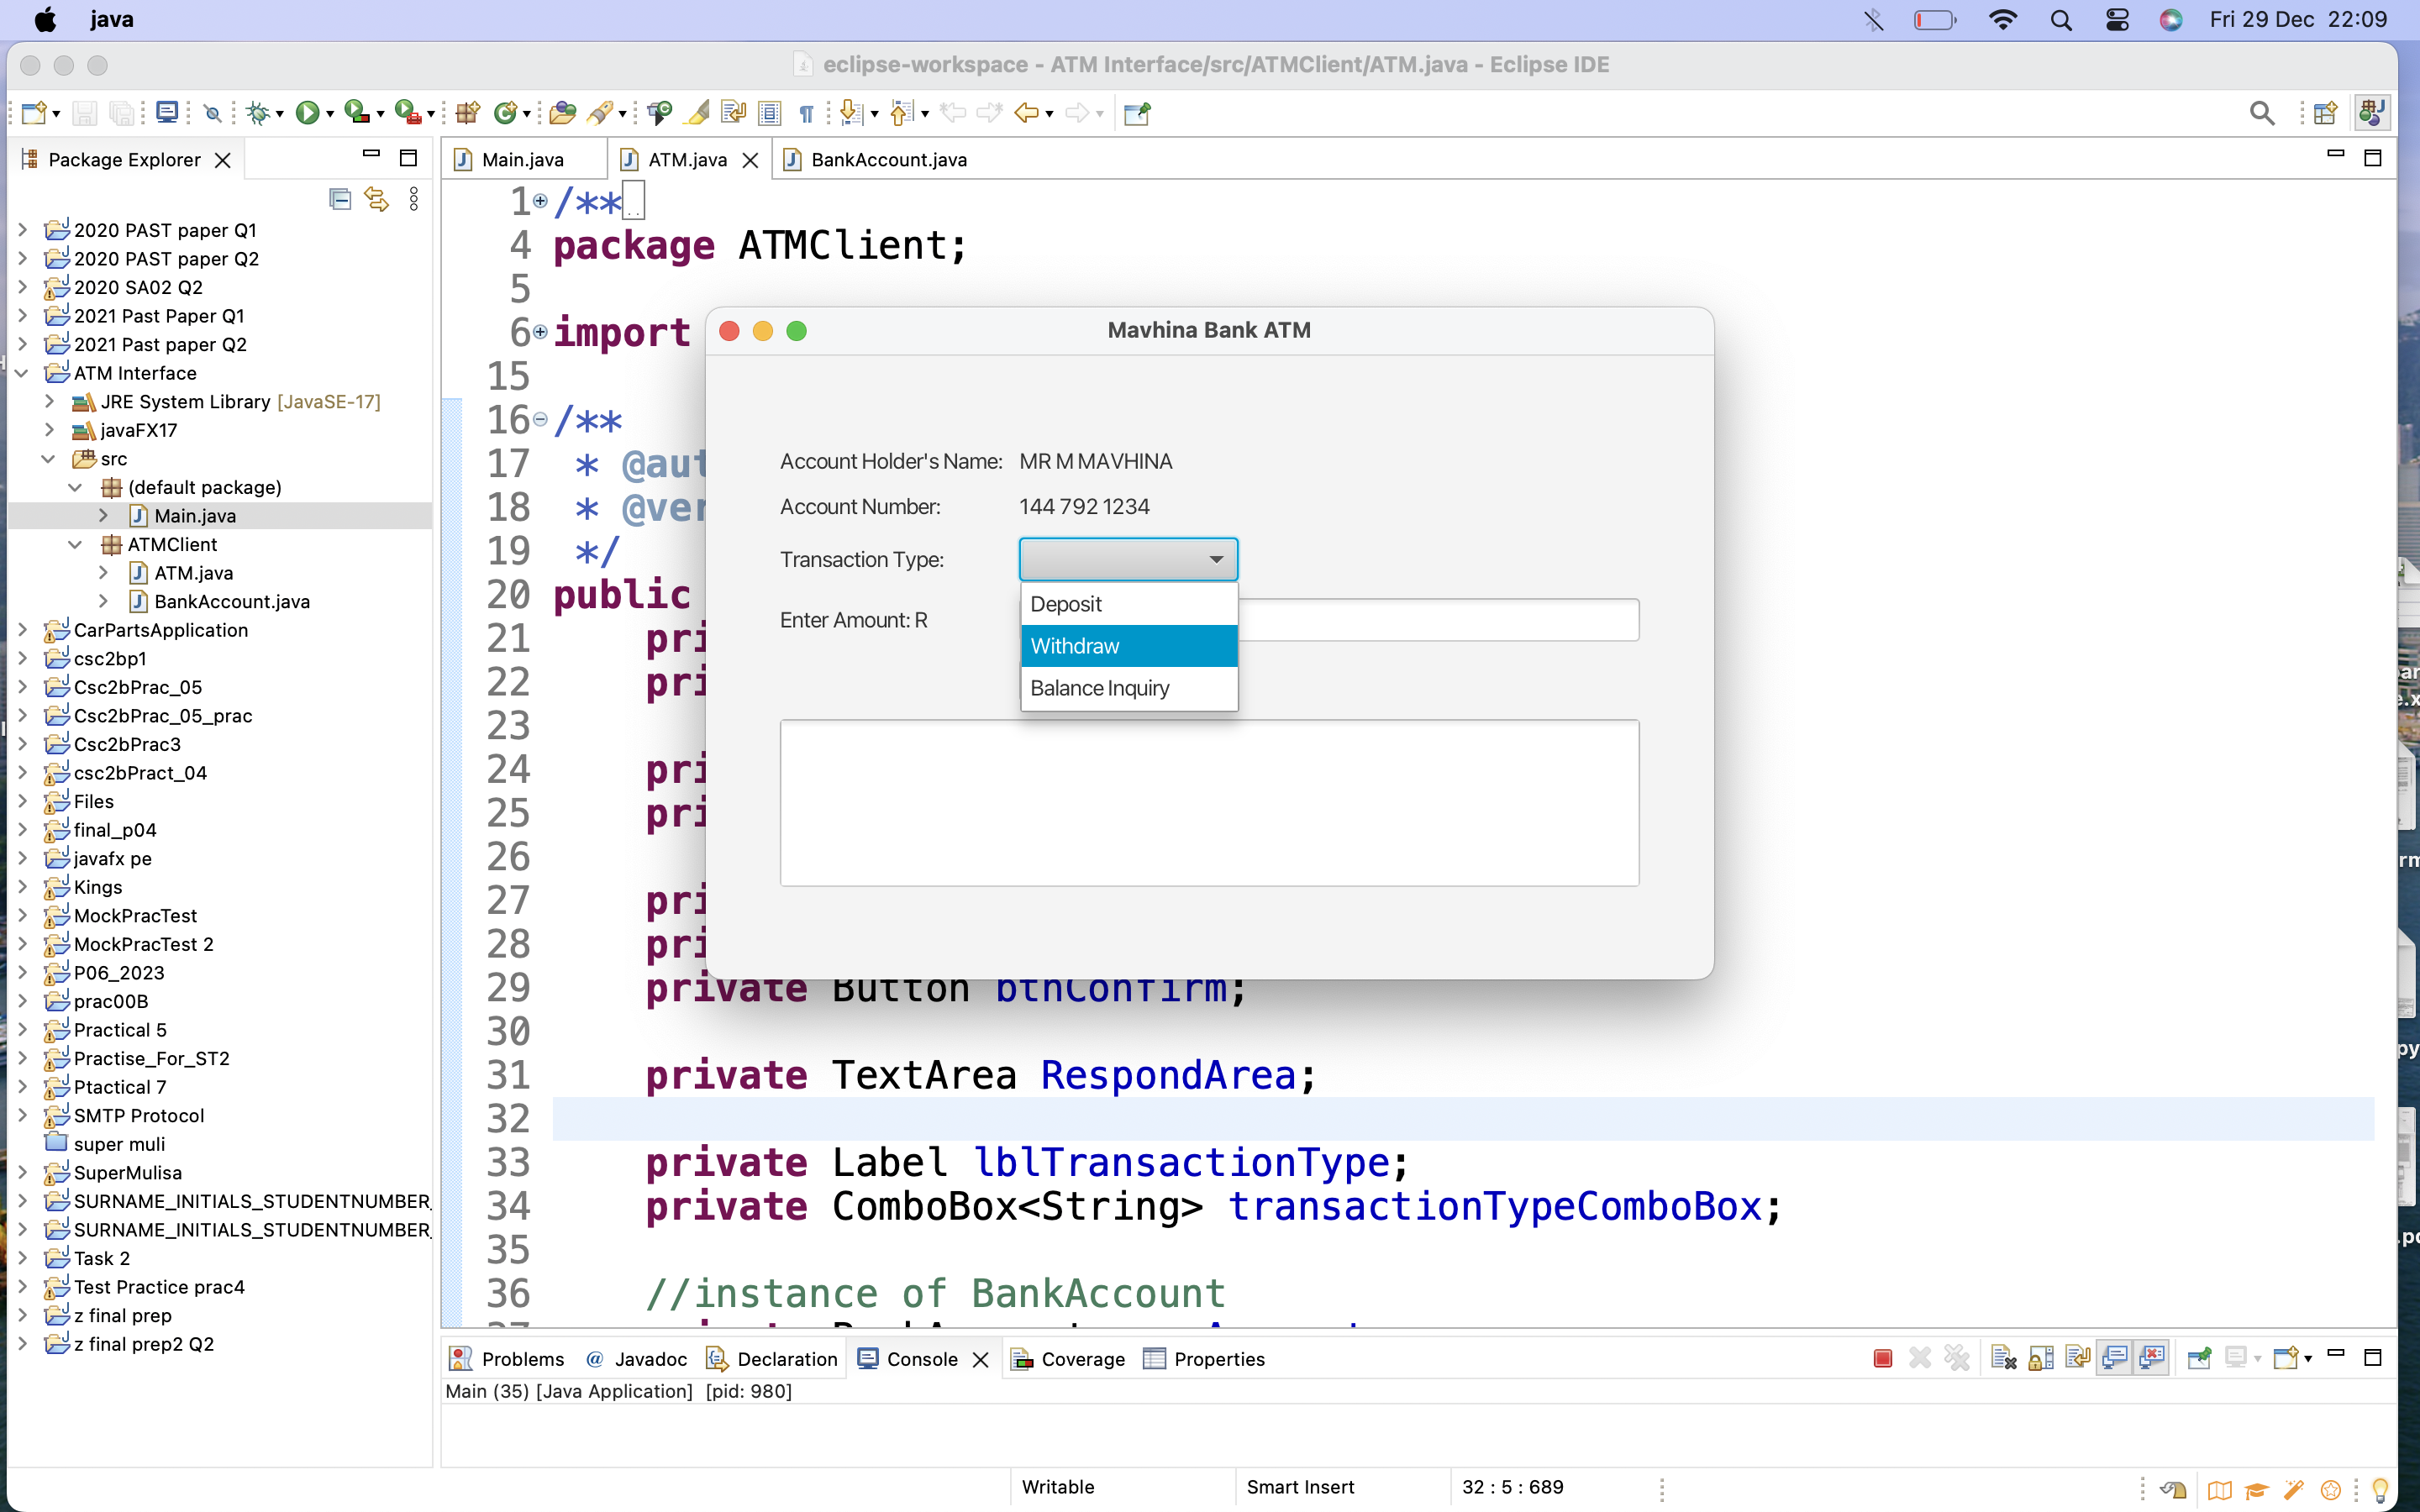 java
Fri 29 Dec 22:09
eclipse-workspace - ATM Interface/src/ATMClient/ATM.java - Eclipse IDE
Package Explorer
Main.java
ATM.java
BankAccount.java
2020 PAST paper Q1
2020 PAST paper Q2
2020 SA02 Q2
2021 Past Paper Q1
2021 Past paper Q2
ATM Interface
JRE System Library [JavaSE-17]
javaFX17
src
(default package)
Main.java
ATMClient
ATM.java
BankAccount.java
CarPartsApplication
csc2bp1
Csc2bPrac_05
Csc2bPrac_05_prac
Csc2bPrac3
csc2bPract_04
Files
final_p04
javafx pe
Kings
MockPracTest
MockPracTest 2
P06_2023
prac00B
Practical 5
Practise_For_ST2
Ptactical 7
SMTP Protocol
super muli
SuperMulisa
SURNAME_INITIALS_STUDENTNUMBER_
SURNAME_INITIALS_STUDENTNUMBER_
Task 2
Test Practice prac4
z final prep
z final prep2 Q2
1 /**
4 package ATMClient;
5
6 import
15
16 /**
17 * @aut
18 * @ver
19 */
20 public
21 pri
22 pri
23
24 pri
25 pri
26
27 pri
28 pri
29 private Button btnConfirm;
30
31 private TextArea RespondArea;
32
33 private Label lblTransactionType;
34 private ComboBox<String> transactionTypeComboBox;
35
36 //instance of BankAccount
Mavhina Bank ATM
Account Holder's Name: MR M MAVHINA
Account Number: 144 792 1234
Transaction Type:
Deposit
Enter Amount: R
Withdraw
Balance Inquiry
Problems
Javadoc
Declaration
Console
Coverage
Properties
Main (35) [Java Application] [pid: 980]
Writable
Smart Insert
32 : 5 : 689